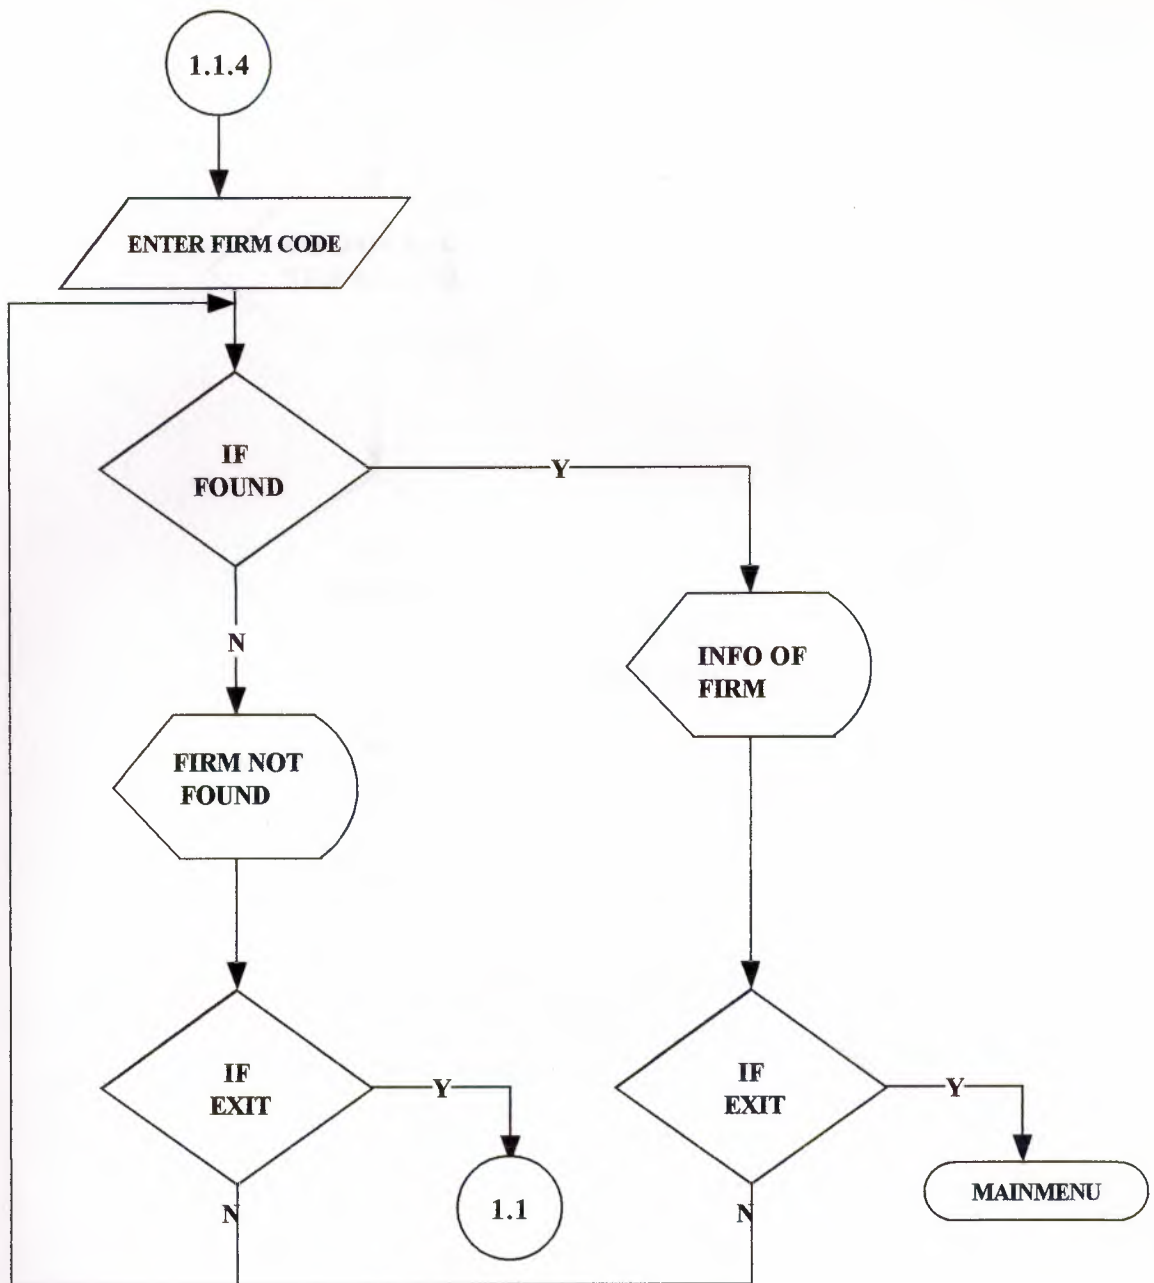 1.1.4
ENTER FIRM CODE
IF
FOUND
Y
N
INFO OF
FIRM
FIRM NOT
FOUND
IF
EXIT
Y
IF
EXIT
Y
1.1
MAINMENU
N
N